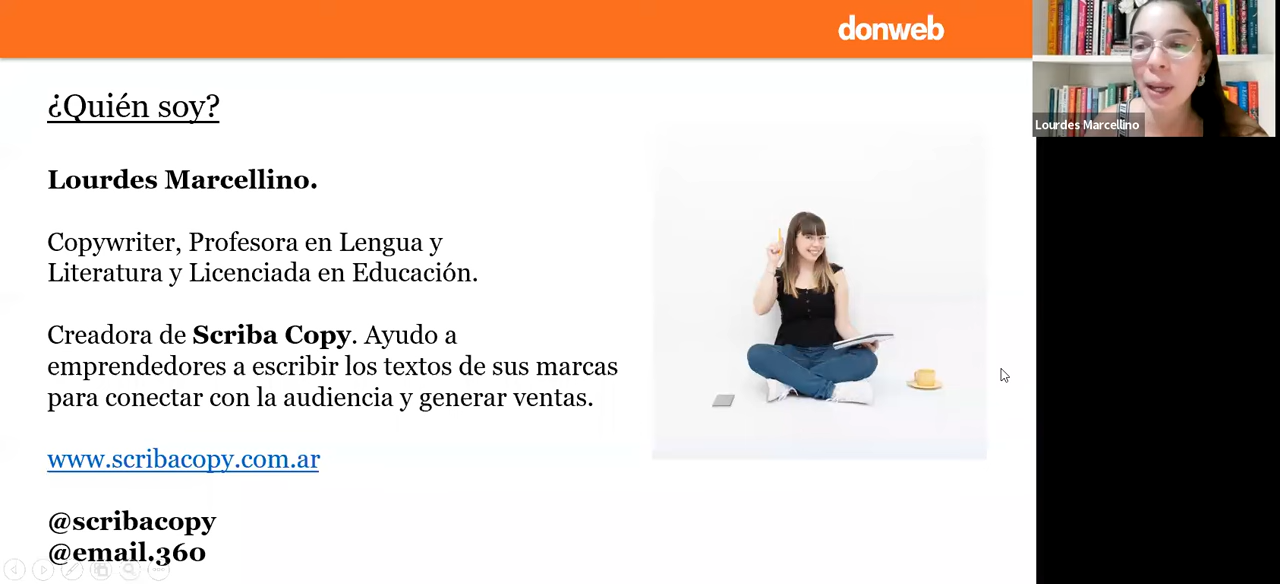 donweb
¿Quién soy?
Lourdes Marcellino.
Copywriter, Profesora en Lengua y
Literatura y Licenciada en Educación.
Creadora de Scriba Copy. Ayudo a
emprendedores a escribir los textos de sus marcas
para conectar con la audiencia y generar ventas.
www.scribacopy.com.ar
@scribacopy
@email.360
Lourdes Marcellino